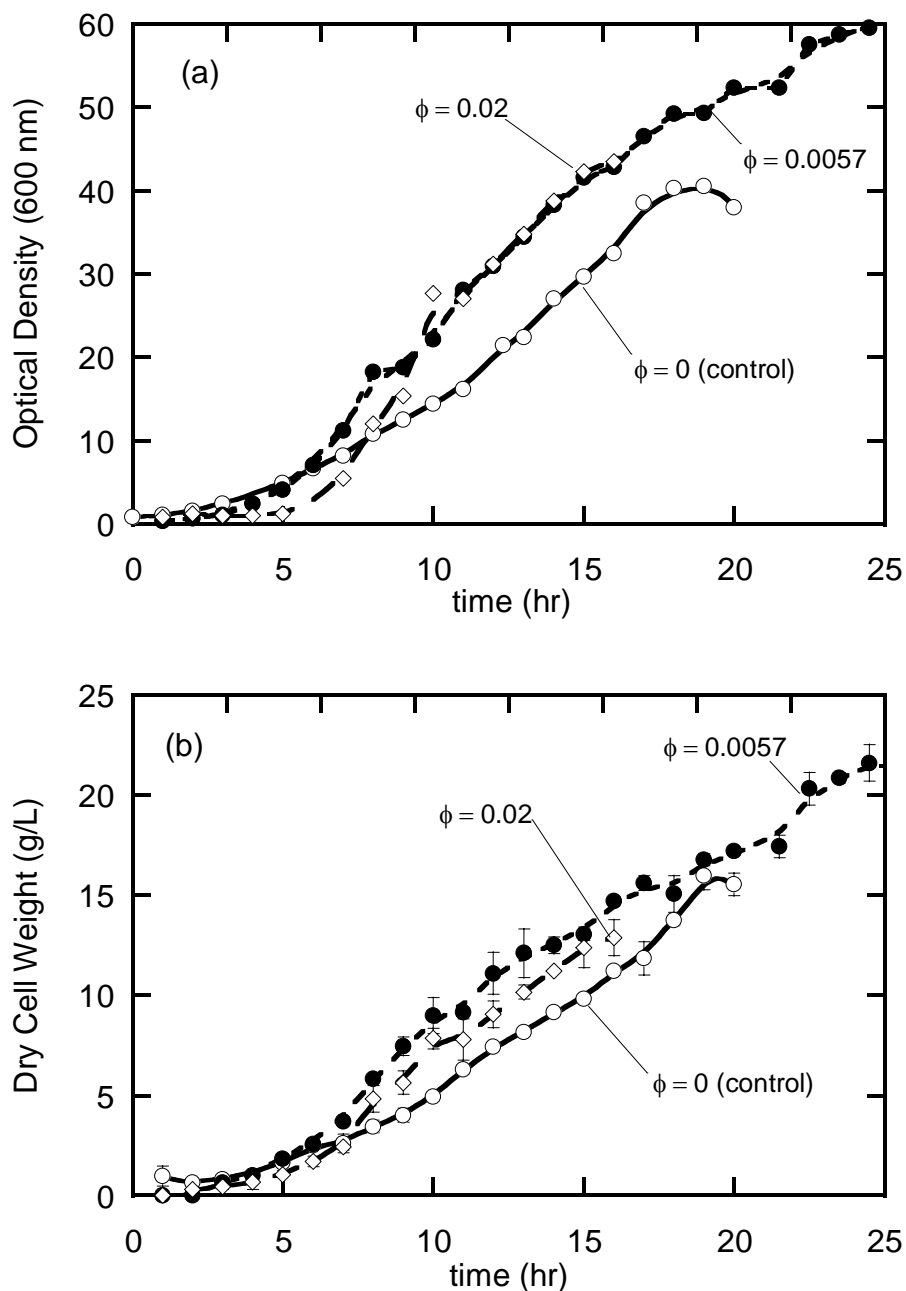 60
(a)
50
ϕ = 0.02
40
ϕ = 0.0057
30
20
ϕ = 0 (control)
10
0
Optical Density (600 nm)
0 5 10 15 20 25
time (hr)
25
(b)
ϕ = 0.0057
20
ϕ = 0.02
15
10
5
ϕ = 0 (control)
0
Dry Cell Weight (g/L)
0 5 10 15 20 25
time (hr)